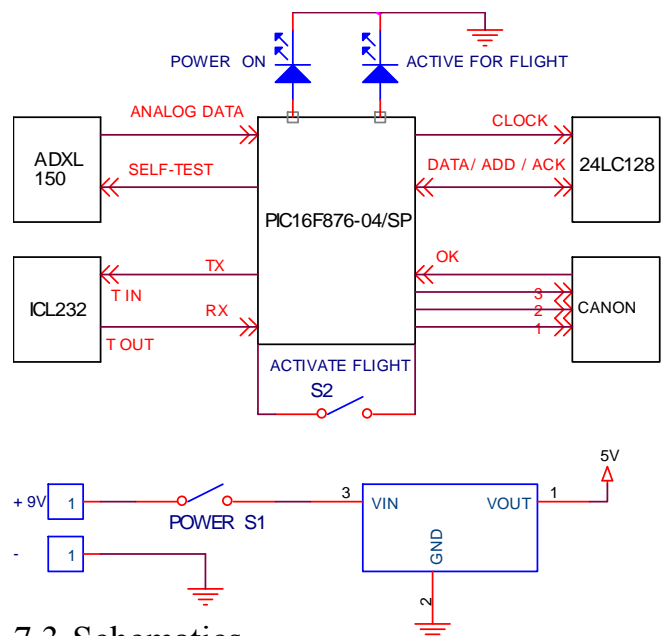 POWER ON
ACTIVE FOR FLIGHT
ANALOG DATA
CLOCK
ADXL
150
SELF-TEST
DATA/ ADD / ACK
24LC128
PIC16F876-04/SP
TX
OK
T IN
ICL232
RX
3
2
1
CANON
T OUT
ACTIVATE FLIGHT
S2
5V
+ 9V
1
3
VIN
VOUT
1
POWER S1
GND
-
1
2
7.3 Schematics